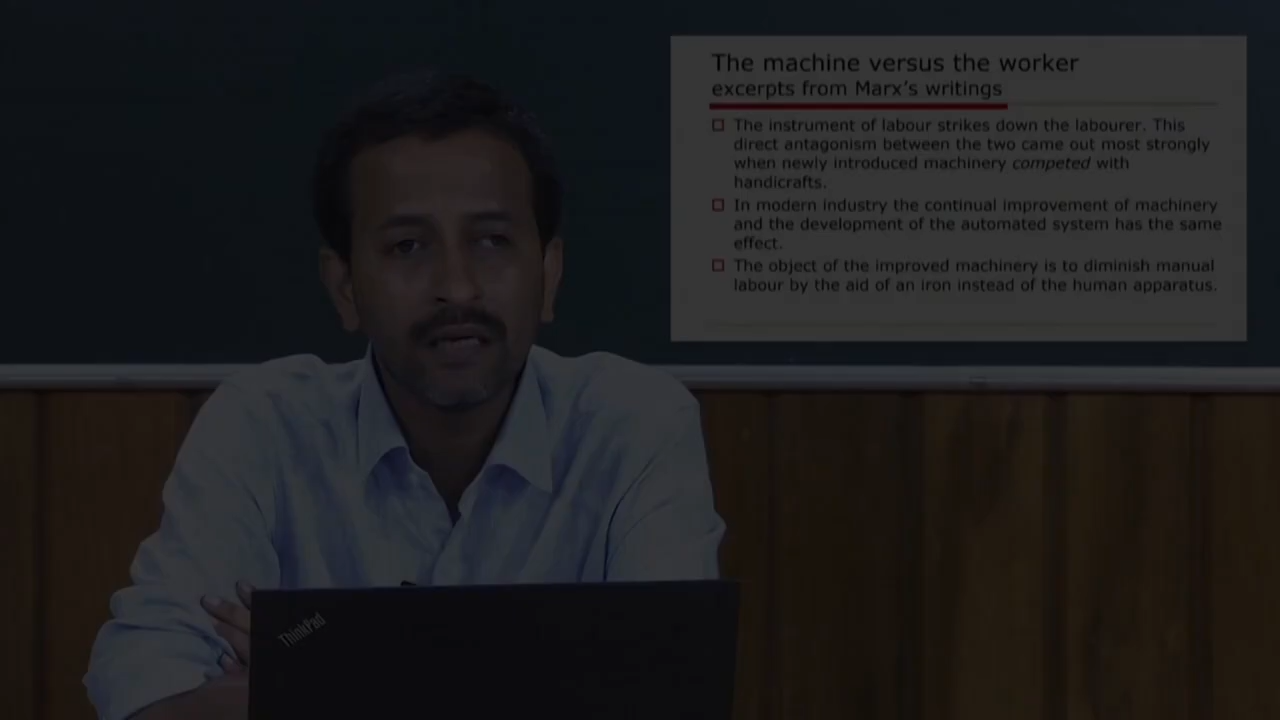 The machine versus the worker
excerpts from Marx's writings
The instrument of labour strikes down the labourer. This
direct antagonism between the two came out most strongly
when newly introduced machinery competed with
handicrafts.
In modern industry the continual improvement of machinery
and the development of the automated system has the same
effect.
The object of the improved machinery is to diminish manual
labour by the aid of an iron instead of the human apparatus.
ThinkPad